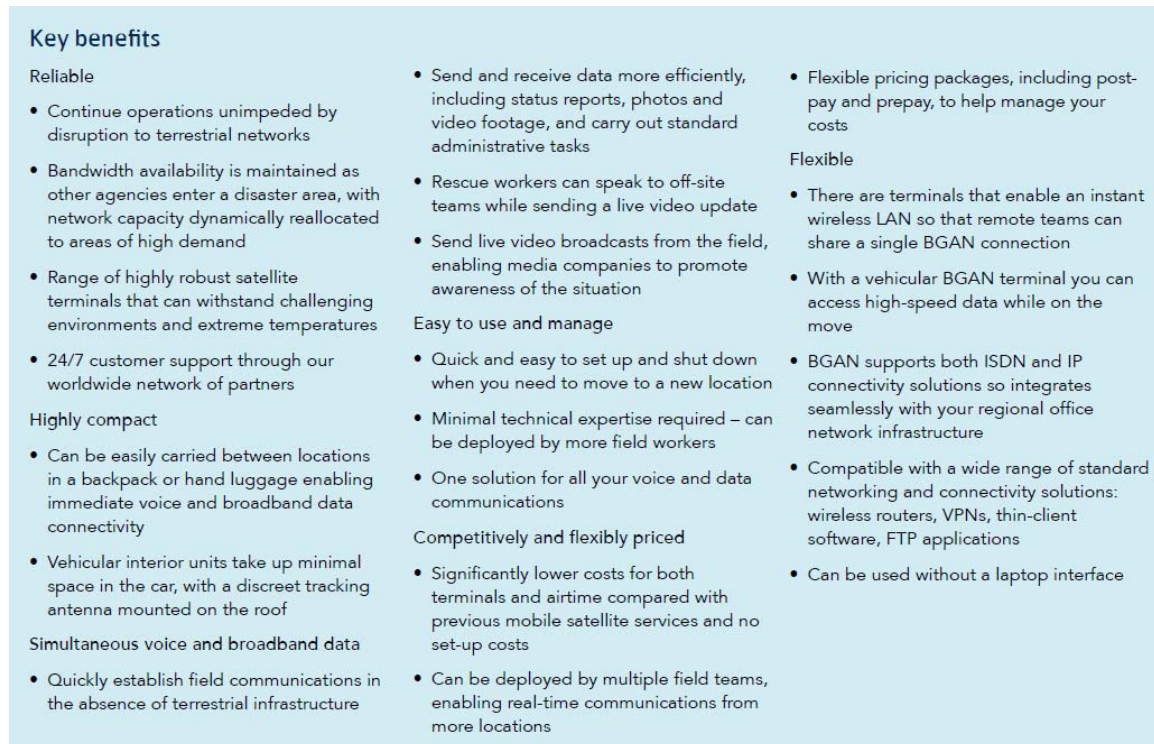 Key benefits
Reliable
• Continue operations unimpeded by
disruption to terrestrial networks
• Bandwidth availability is maintained as
other agencies enter a disaster area, with
network capacity dynamically reallocated
to areas of high demand
• Range of highly robust satellite
terminals that can withstand challenging
environments and extreme temperatures
• 24/7 customer support through our
worldwide network of partners
Highly compact
• Can be easily carried between locations
in a backpack or hand luggage enabling
immediate voice and broadband data
connectivity
• Vehicular interior units take up minimal
space in the car, with a discreet tracking
antenna mounted on the roof
Simultaneous voice and broadband data
• Quickly establish field communications in
the absence of terrestrial infrastructure
• Send and receive data more efficiently,
including status reports, photos and
video footage, and carry out standard
administrative tasks
• Rescue workers can speak to off-site
teams while sending a live video update
• Send live video broadcasts from the field,
enabling media companies to promote
awareness of the situation
Easy to use and manage
• Quick and easy to set up and shut down
when you need to move to a new location
• Minimal technical expertise required – can
be deployed by more field workers
• One solution for all your voice and data
communications
Competitively and flexibly priced
• Significantly lower costs for both
terminals and airtime compared with
previous mobile satellite services and no
set-up costs
• Can be deployed by multiple field teams,
enabling real-time communications from
more locations
• Flexible pricing packages, including post-
pay and prepay, to help manage your
costs
Flexible
• There are terminals that enable an instant
wireless LAN so that remote teams can
share a single BGAN connection
• With a vehicular BGAN terminal you can
access high-speed data while on the
move
• BGAN supports both ISDN and IP
connectivity solutions so integrates
seamlessly with your regional office
network infrastructure
• Compatible with a wide range of standard
networking and connectivity solutions:
wireless routers, VPNs, thin-client
software, FTP applications
• Can be used without a laptop interface